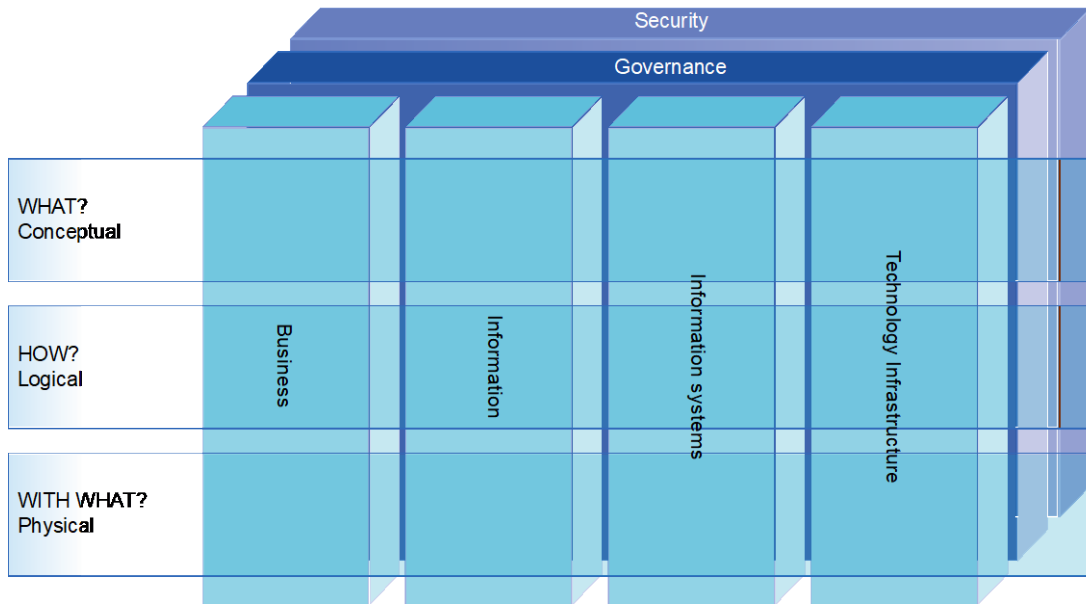 Security
Governance
WHAT?
Conceptual
HOW?
Logical
WITH WHAT?
Physical
Business
Information
Information systems
Technology Infrastructure